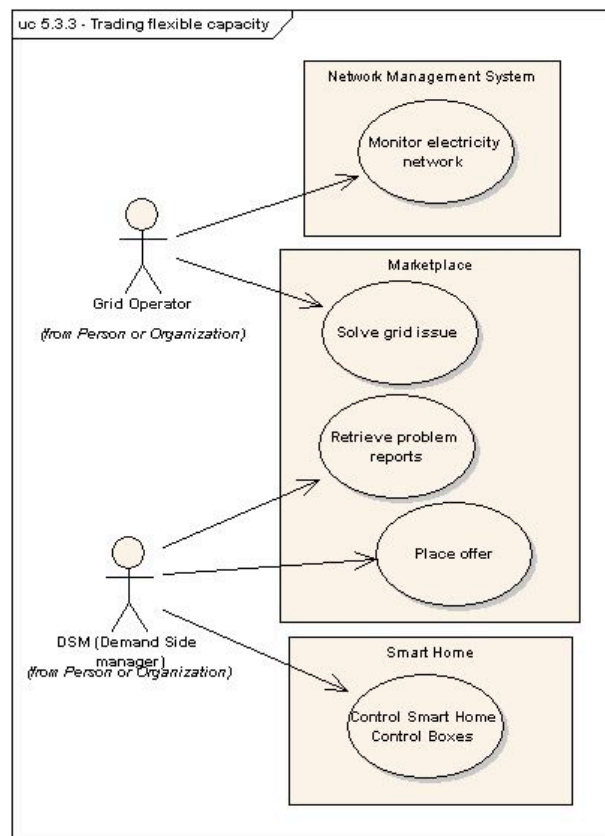 uc 5.3.3 - Trading flexible capacity
Network Management System
Monitor electricity
network
Grid Operator
(from Person or Organization)
Marketplace
Solve grid issue
Retrieve problem
reports
Place offer
DSM (Demand Side
manager)
(from Person or Organization)
Smart Home
Control Smart Home
Control Boxes